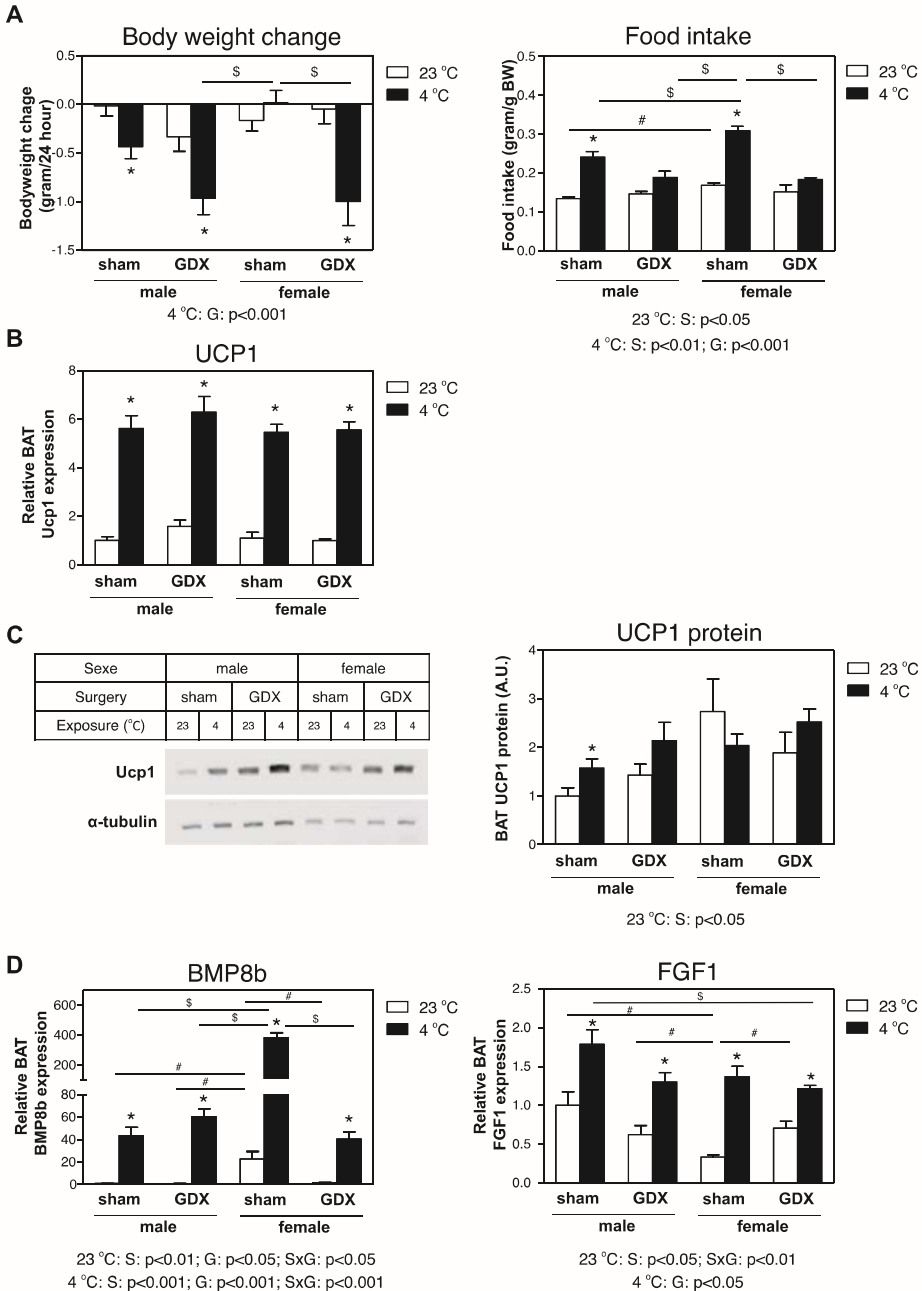 A
Body weight change
Bodyweight chage
(gram/24 hour)
0.5
0.0
-0.5
-1.0
-1.5
$
$
*
*
*
23 °C
4 °C
sham
GDX
sham
GDX
male
female
4 °C: G: p<0.001
Food intake
Food intake (gram/g BW)
0.5
0.4
0.3
0.2
0.1
0.0
$
$
$
#
*
*
23 °C
4 °C
sham
GDX
sham
GDX
male
female
23 °C: S: p<0.05
4 °C: S: p<0.01; G: p<0.001
B
UCP1
Relative BAT
Ucp1 expression
8
6
4
2
0
*
*
*
*
23 °C
4 °C
sham
GDX
sham
GDX
male
female
C
Sexe male female
Surgery sham GDX sham GDX
Exposure (°C) 23 4 23 4 23 4 23 4
Ucp1
α-tubulin
UCP1 protein
BAT UCP1 protein (A.U.)
4
3
2
1
0
*
23 °C
4 °C
sham
GDX
sham
GDX
male
female
23 °C: S: p<0.05
D
BMP8b
Relative BAT
BMP8b expression
600
400
200
80
60
40
20
0
#
$
$
$
#
#
*
*
*
*
23 °C
4 °C
sham
GDX
sham
GDX
male
female
23 °C: S: p<0.01; G: p<0.05; SxG: p<0.05
4 °C: S: p<0.001; G: p<0.001; SxG: p<0.001
FGF1
Relative BAT
FGF1 expression
2.5
2.0
1.5
1.0
0.5
0.0
$
#
#
#
*
*
*
*
23 °C
4 °C
sham
GDX
sham
GDX
male
female
23 °C: S: p<0.05; SxG: p<0.01
4 °C: G: p<0.05